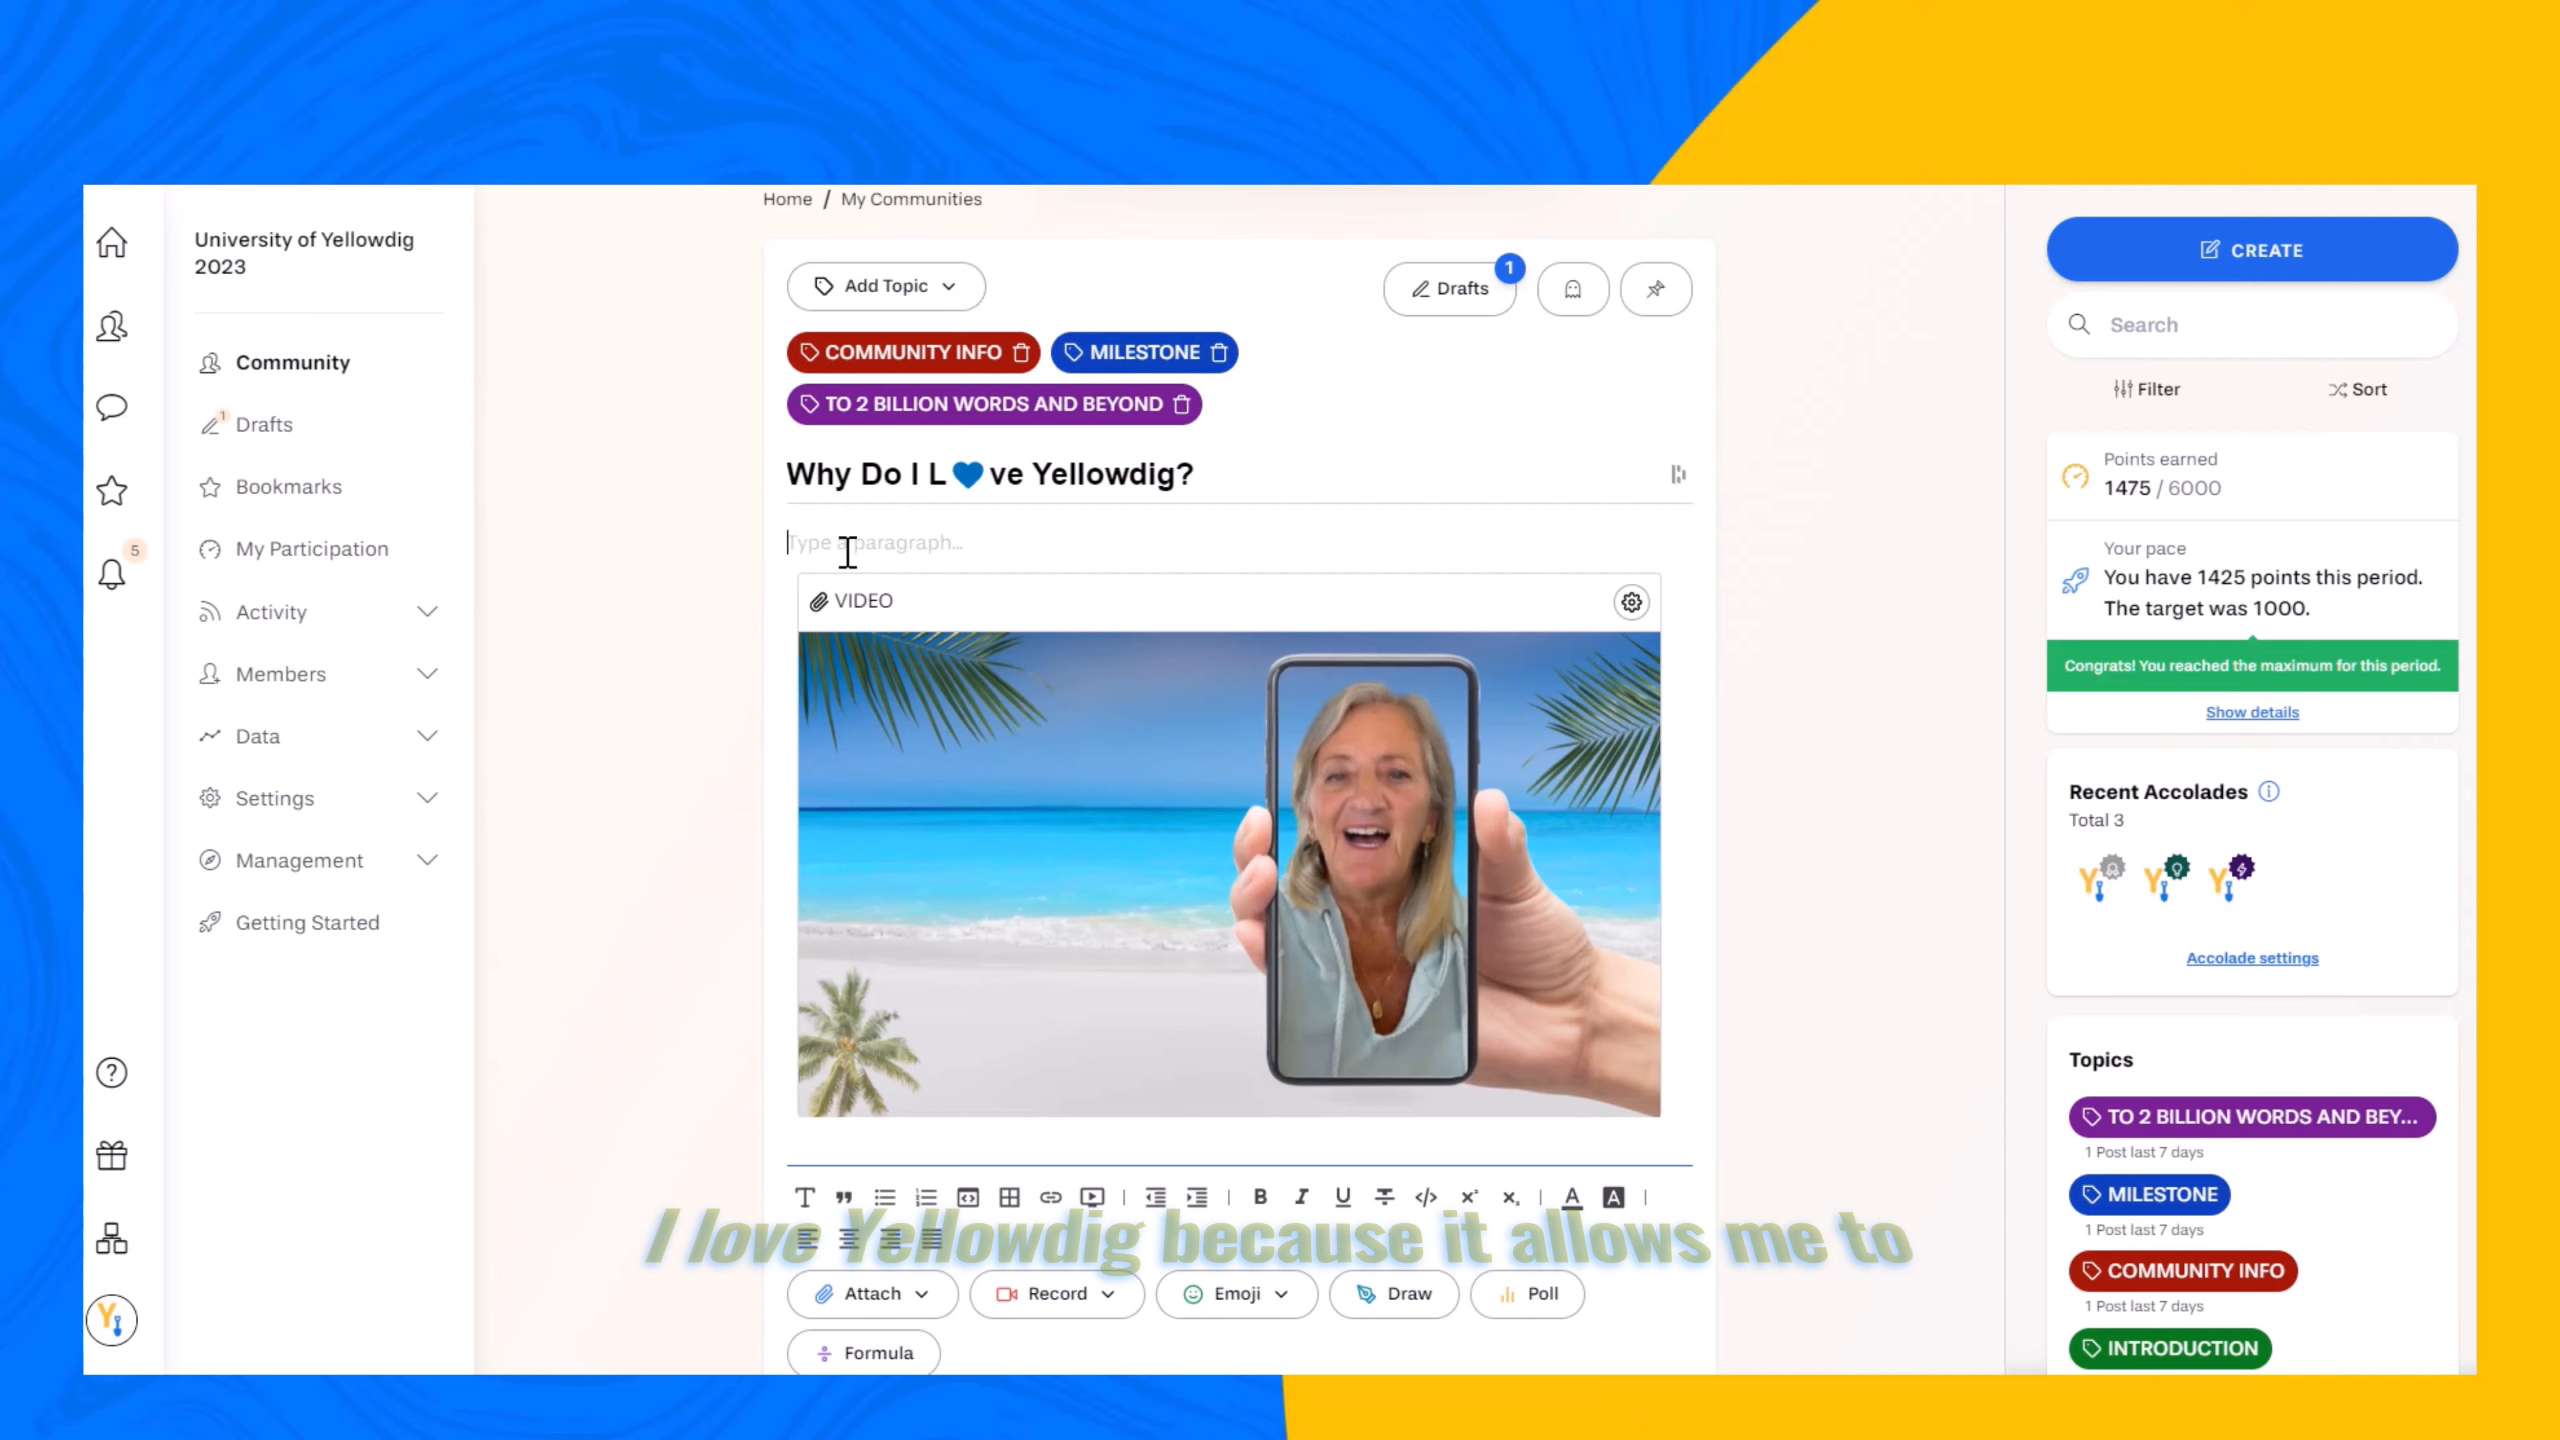 Home / My Communities
University of Yellowdig
2023
Community
1
Drafts
Bookmarks
My Participation
Activity
Members
Data
Settings
Management
Getting Started
5
Add Topic
Drafts
1
COMMUNITY INFO
MILESTONE
TO 2 BILLION WORDS AND BEYOND
Why Do I L💙ve Yellowdig?
Type a paragraph...
VIDEO
I love Yellowdig because it allows me to
Attach
Record
Emoji
Draw
Poll
Formula
CREATE
Search
Filter
Sort
Points earned
1475 / 6000
Your pace
You have 1425 points this period.
The target was 1000.
Congrats! You reached the maximum for this period.
Show details
Recent Accolades
Total 3
Accolade settings
Topics
TO 2 BILLION WORDS AND BEY...
1 Post last 7 days
MILESTONE
1 Post last 7 days
COMMUNITY INFO
1 Post last 7 days
INTRODUCTION